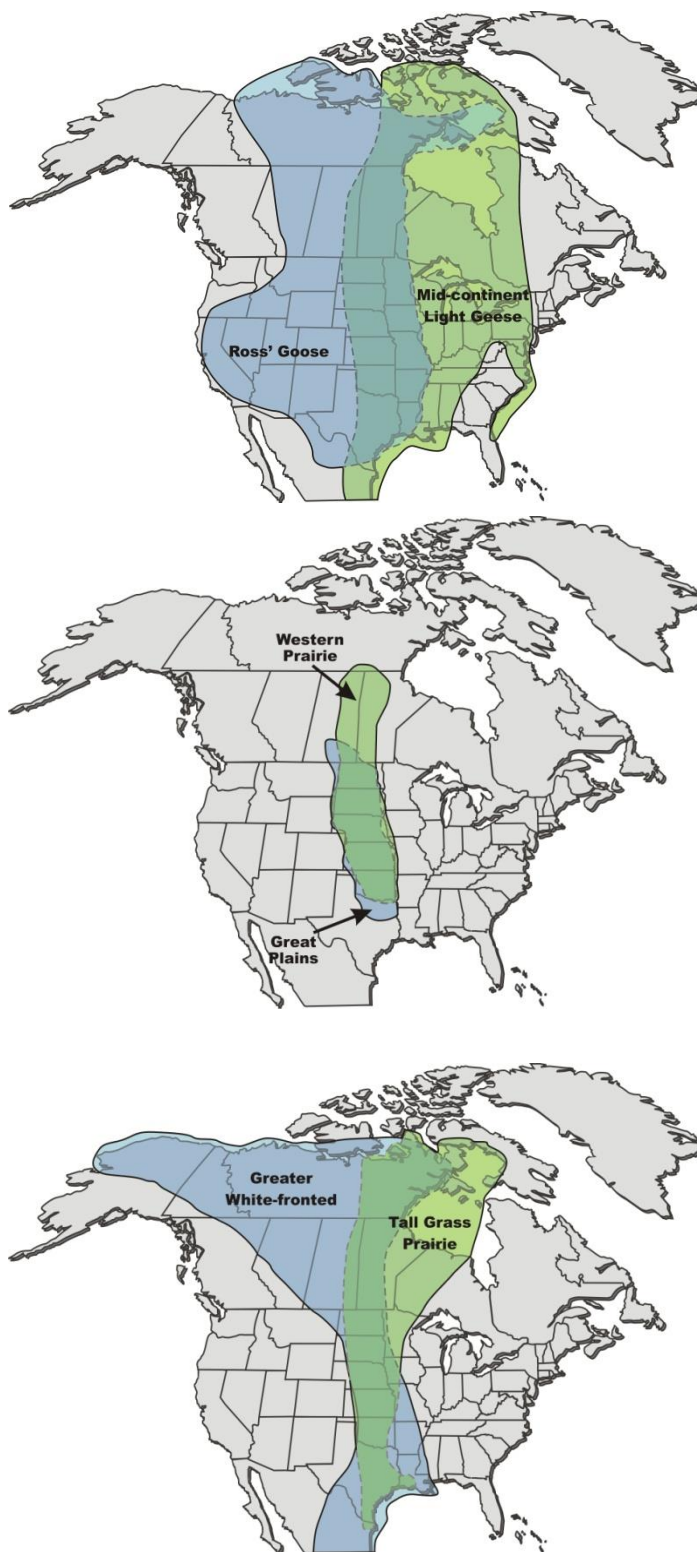 Mid-continent
Light Geese
Ross' Goose
Western
Prairie
Great
Plains
Greater
White-fronted
Tall Grass
Prairie